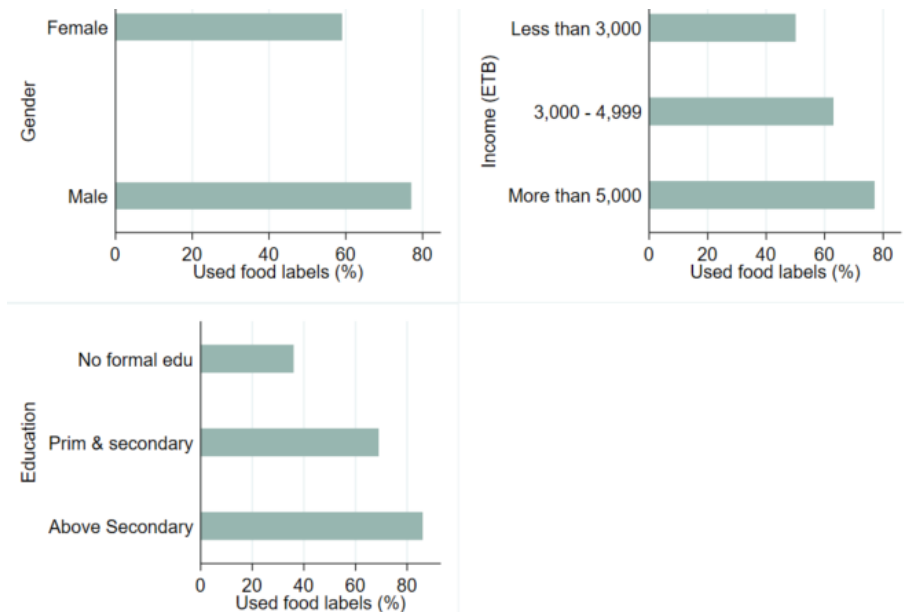 Female
Male
Gender
0 20 40 60 80
Used food labels (%)
Less than 3,000
3,000 - 4,999
More than 5,000
Income (ETB)
0 20 40 60 80
Used food labels (%)
No formal edu
Prim & secondary
Above Secondary
Education
0 20 40 60 80
Used food labels (%)